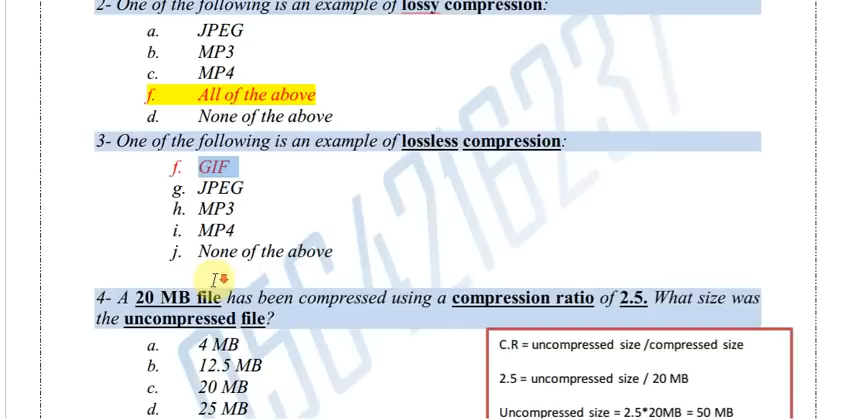 2- One of the following is an example of lossy compression:
a. JPEG
b. MP3
c. MP4
f. All of the above
d. None of the above
3- One of the following is an example of lossless compression:
f. GIF
g. JPEG
h. MP3
i. MP4
j. None of the above
4- A 20 MB file has been compressed using a compression ratio of 2.5. What size was
the uncompressed file?
a. 4 MB
b. 12.5 MB
c. 20 MB
d. 25 MB
C.R = uncompressed size /compressed size
2.5 = uncompressed size / 20 MB
Uncompressed size = 2.5*20MB = 50 MB
0564216237